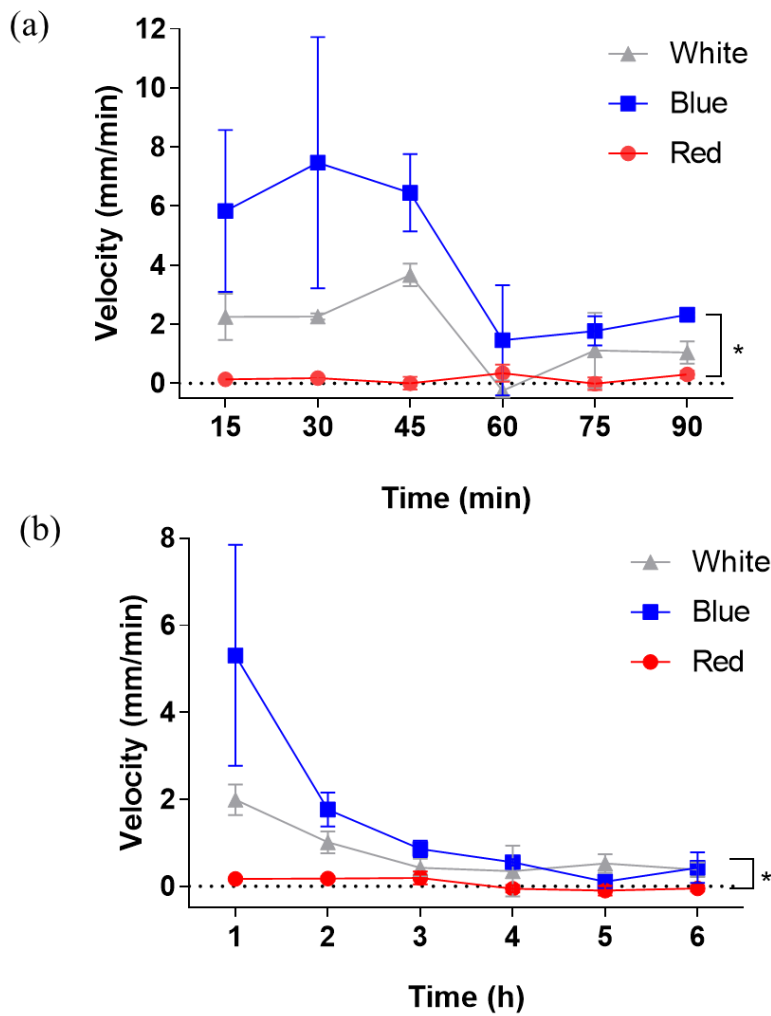 (a)
Velocity (mm/min)
12
10
8
6
4
2
0
White
Blue
Red
*
15 30 45 60 75 90
Time (min)
(b)
Velocity (mm/min)
8
6
4
2
0
White
Blue
Red
*
1 2 3 4 5 6
Time (h)